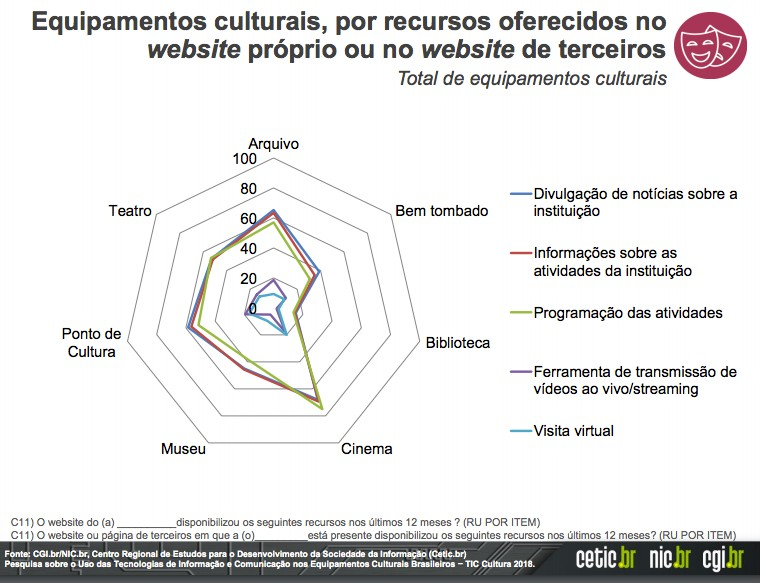 Equipamentos culturais, por recursos oferecidos no
website próprio ou no website de terceiros
Total de equipamentos culturais
Arquivo
100
80
60
40
20
0
Teatro
Bem tombado
Ponto de
Cultura
Biblioteca
Museu
Cinema
Divulgação de notícias sobre a
instituição
Informações sobre as
atividades da instituição
Programação das atividades
Ferramenta de transmissão de
vídeos ao vivo/streaming
Visita virtual
C11) O website do (a) __________disponibilizou os seguintes recursos nos últimos 12 meses ? (RU POR ITEM)
C11) O website ou página de terceiros em que a (o)_________ está presente disponibilizou os seguintes recursos nos últimos 12 meses? (RU POR ITEM)
Fonte: CGI.br/NIC.br, Centro Regional de Estudos para o Desenvolvimento da Sociedade da Informação (Cetic.br)
Pesquisa sobre o Uso das Tecnologias de Informação e Comunicação nos Equipamentos Culturais Brasileiros – TIC Cultura 2018.
cetic.br nic.br cgi.br